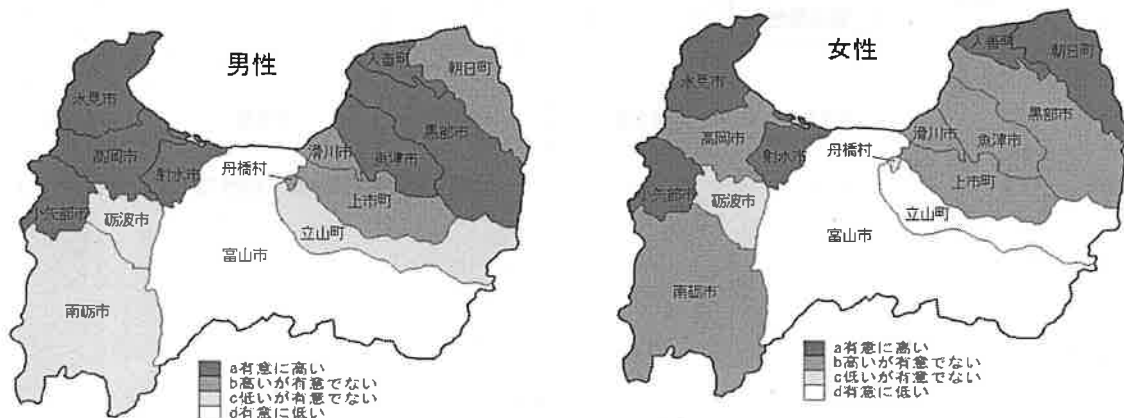 男性
入善町
朝日町
氷見市
黒部市
高岡市
滑川市
魚津市
射水市
丹橋村
小矢部市
上市町
砺波市
立山町
富山市
南砺市
a有意に高い
b高いが有意でない
c低いが有意でない
d有意に低い
女性
入善町
朝日町
氷見市
黒部市
高岡市
滑川市
魚津市
射水市
丹橋村
上市町
小矢部市
砺波市
立山町
富山市
南砺市
a有意に高い
b高いが有意でない
c低いが有意でない
d有意に低い